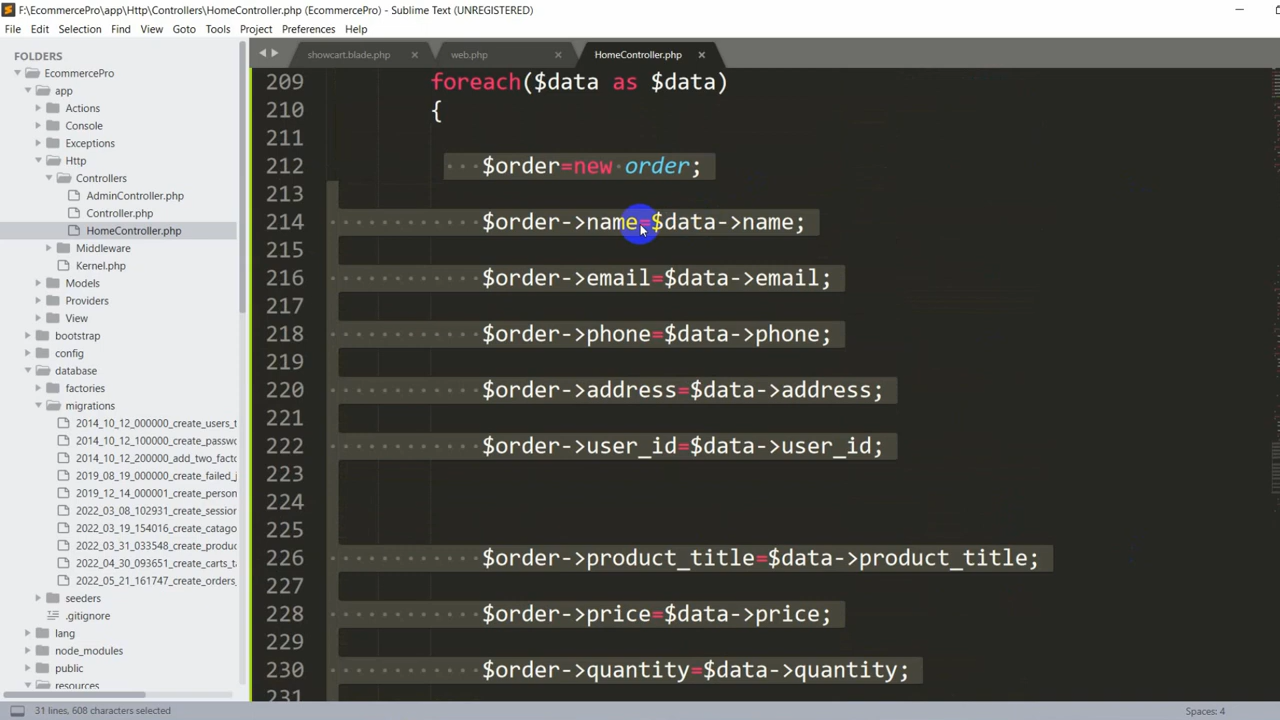 F:\EcommercePro\app\Http\Controllers\HomeController.php (EcommercePro) - Sublime Text (UNREGISTERED)
File Edit Selection Find View Goto Tools Project Preferences Help
FOLDERS
EcommercePro
app
Actions
Console
Exceptions
Http
Controllers
AdminController.php
Controller.php
HomeController.php
Middleware
Kernel.php
Models
Providers
View
bootstrap
config
database
factories
migrations
2014_10_12_000000_create_users_t
2014_10_12_100000_create_passwo
2014_10_12_200000_add_two_facto
2019_08_19_000000_create_failed_j
2019_12_14_000001_create_person
2022_03_08_102931_create_session
2022_03_19_154016_create_catago
2022_03_31_033548_create_produc
2022_04_30_093102_create_carts_ta
2022_05_21_161747_create_orders_
seeders
.gitignore
lang
node_modules
public
resources
showcart.blade.php web.php HomeController.php
209 foreach($data as $data)
210 {
211
212 $order=new order;
213
214 $order->name=$data->name;
215
216 $order->email=$data->email;
217
218 $order->phone=$data->phone;
219
220 $order->address=$data->address;
221
222 $order->user_id=$data->user_id;
223
224
225
226 $order->product_title=$data->product_title;
227
228 $order->price=$data->price;
229
230 $order->quantity=$data->quantity;
231
31 lines, 608 characters selected Spaces: 4